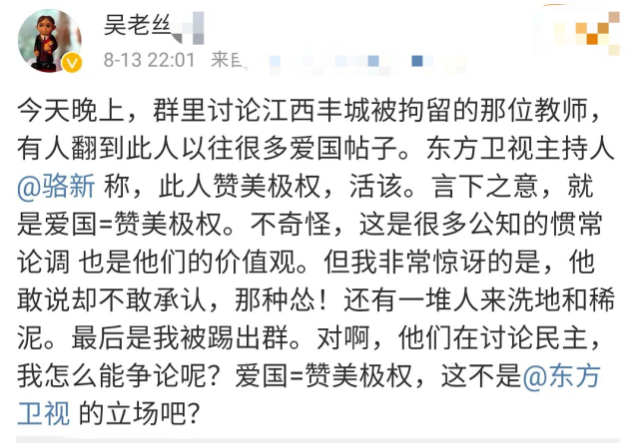 吴老丝
8-13 22:01 来自
今天晚上，群里讨论江西丰城被拘留的那位教师，
有人翻到此人以往很多爱国帖子。东方卫视主持人
@骆新 称，此人赞美极权，活该。言下之意，就
是爱国=赞美极权。不奇怪，这是很多公知的惯常
论调 也是他们的价值观。但我非常惊讶的是，他
敢说却不敢承认，那种怂！还有一堆人来洗地和稀
泥。最后是我被踢出群。对啊，他们在讨论民主，
我怎么能争论呢？爱国=赞美极权，这不是@东方
卫视 的立场吧？